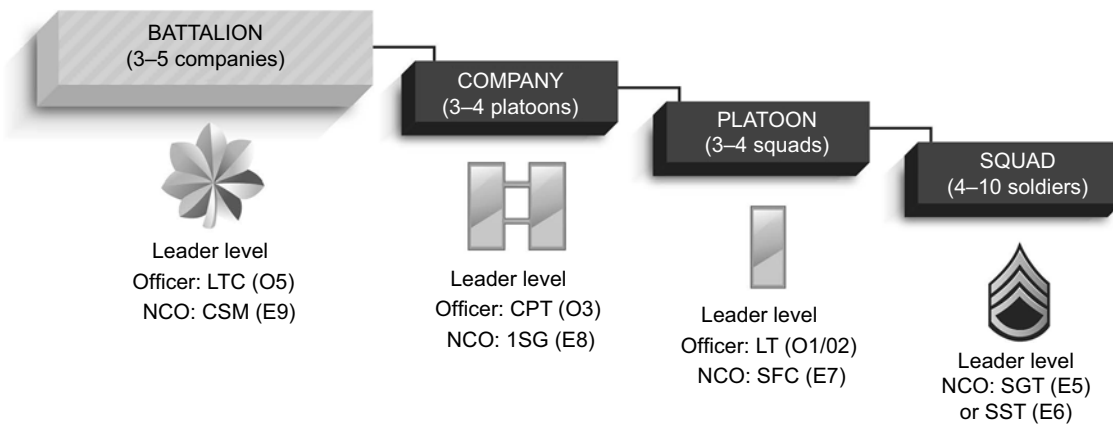 BATTALION
(3–5 companies)
COMPANY
(3–4 platoons)
PLATOON
(3–4 squads)
SQUAD
(4–10 soldiers)
Leader level
Officer: LTC (O5)
NCO: CSM (E9)
Leader level
Officer: CPT (O3)
NCO: 1SG (E8)
Leader level
Officer: LT (O1/02)
NCO: SFC (E7)
Leader level
NCO: SGT (E5)
or SST (E6)